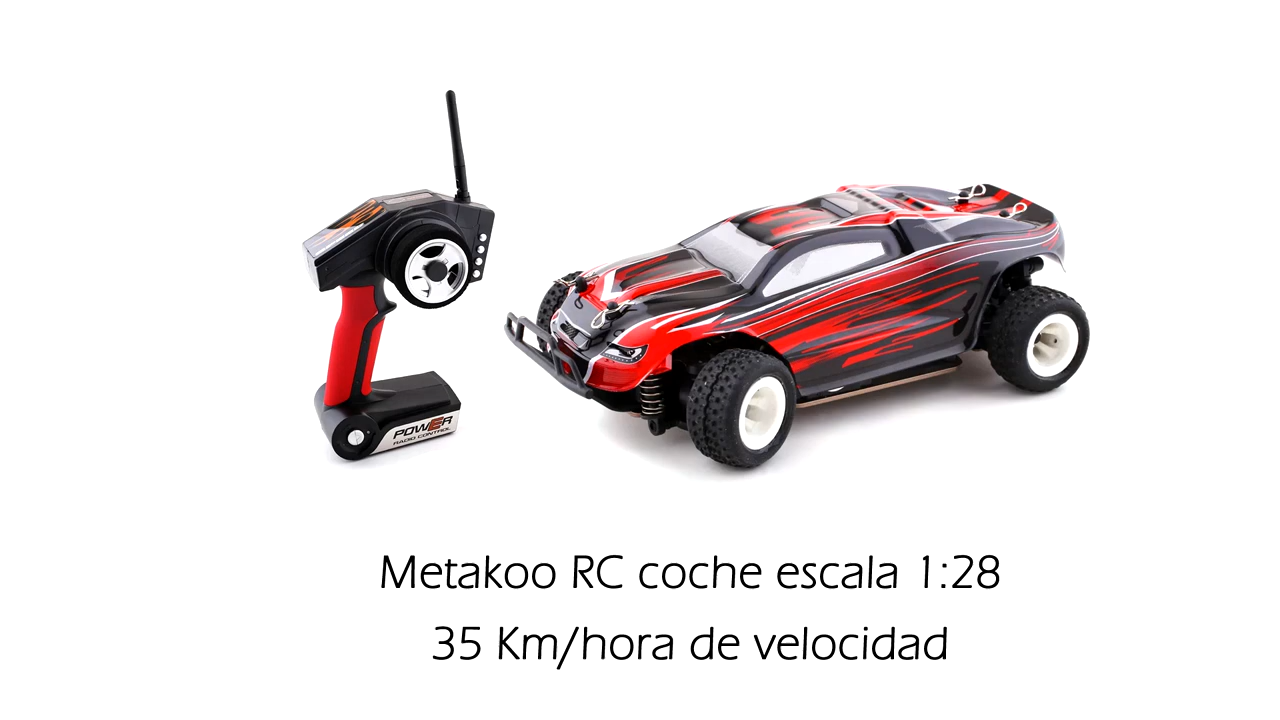 POWER
RADIO CONTROL
Metakoo RC coche escala 1:28
35 Km/hora de velocidad